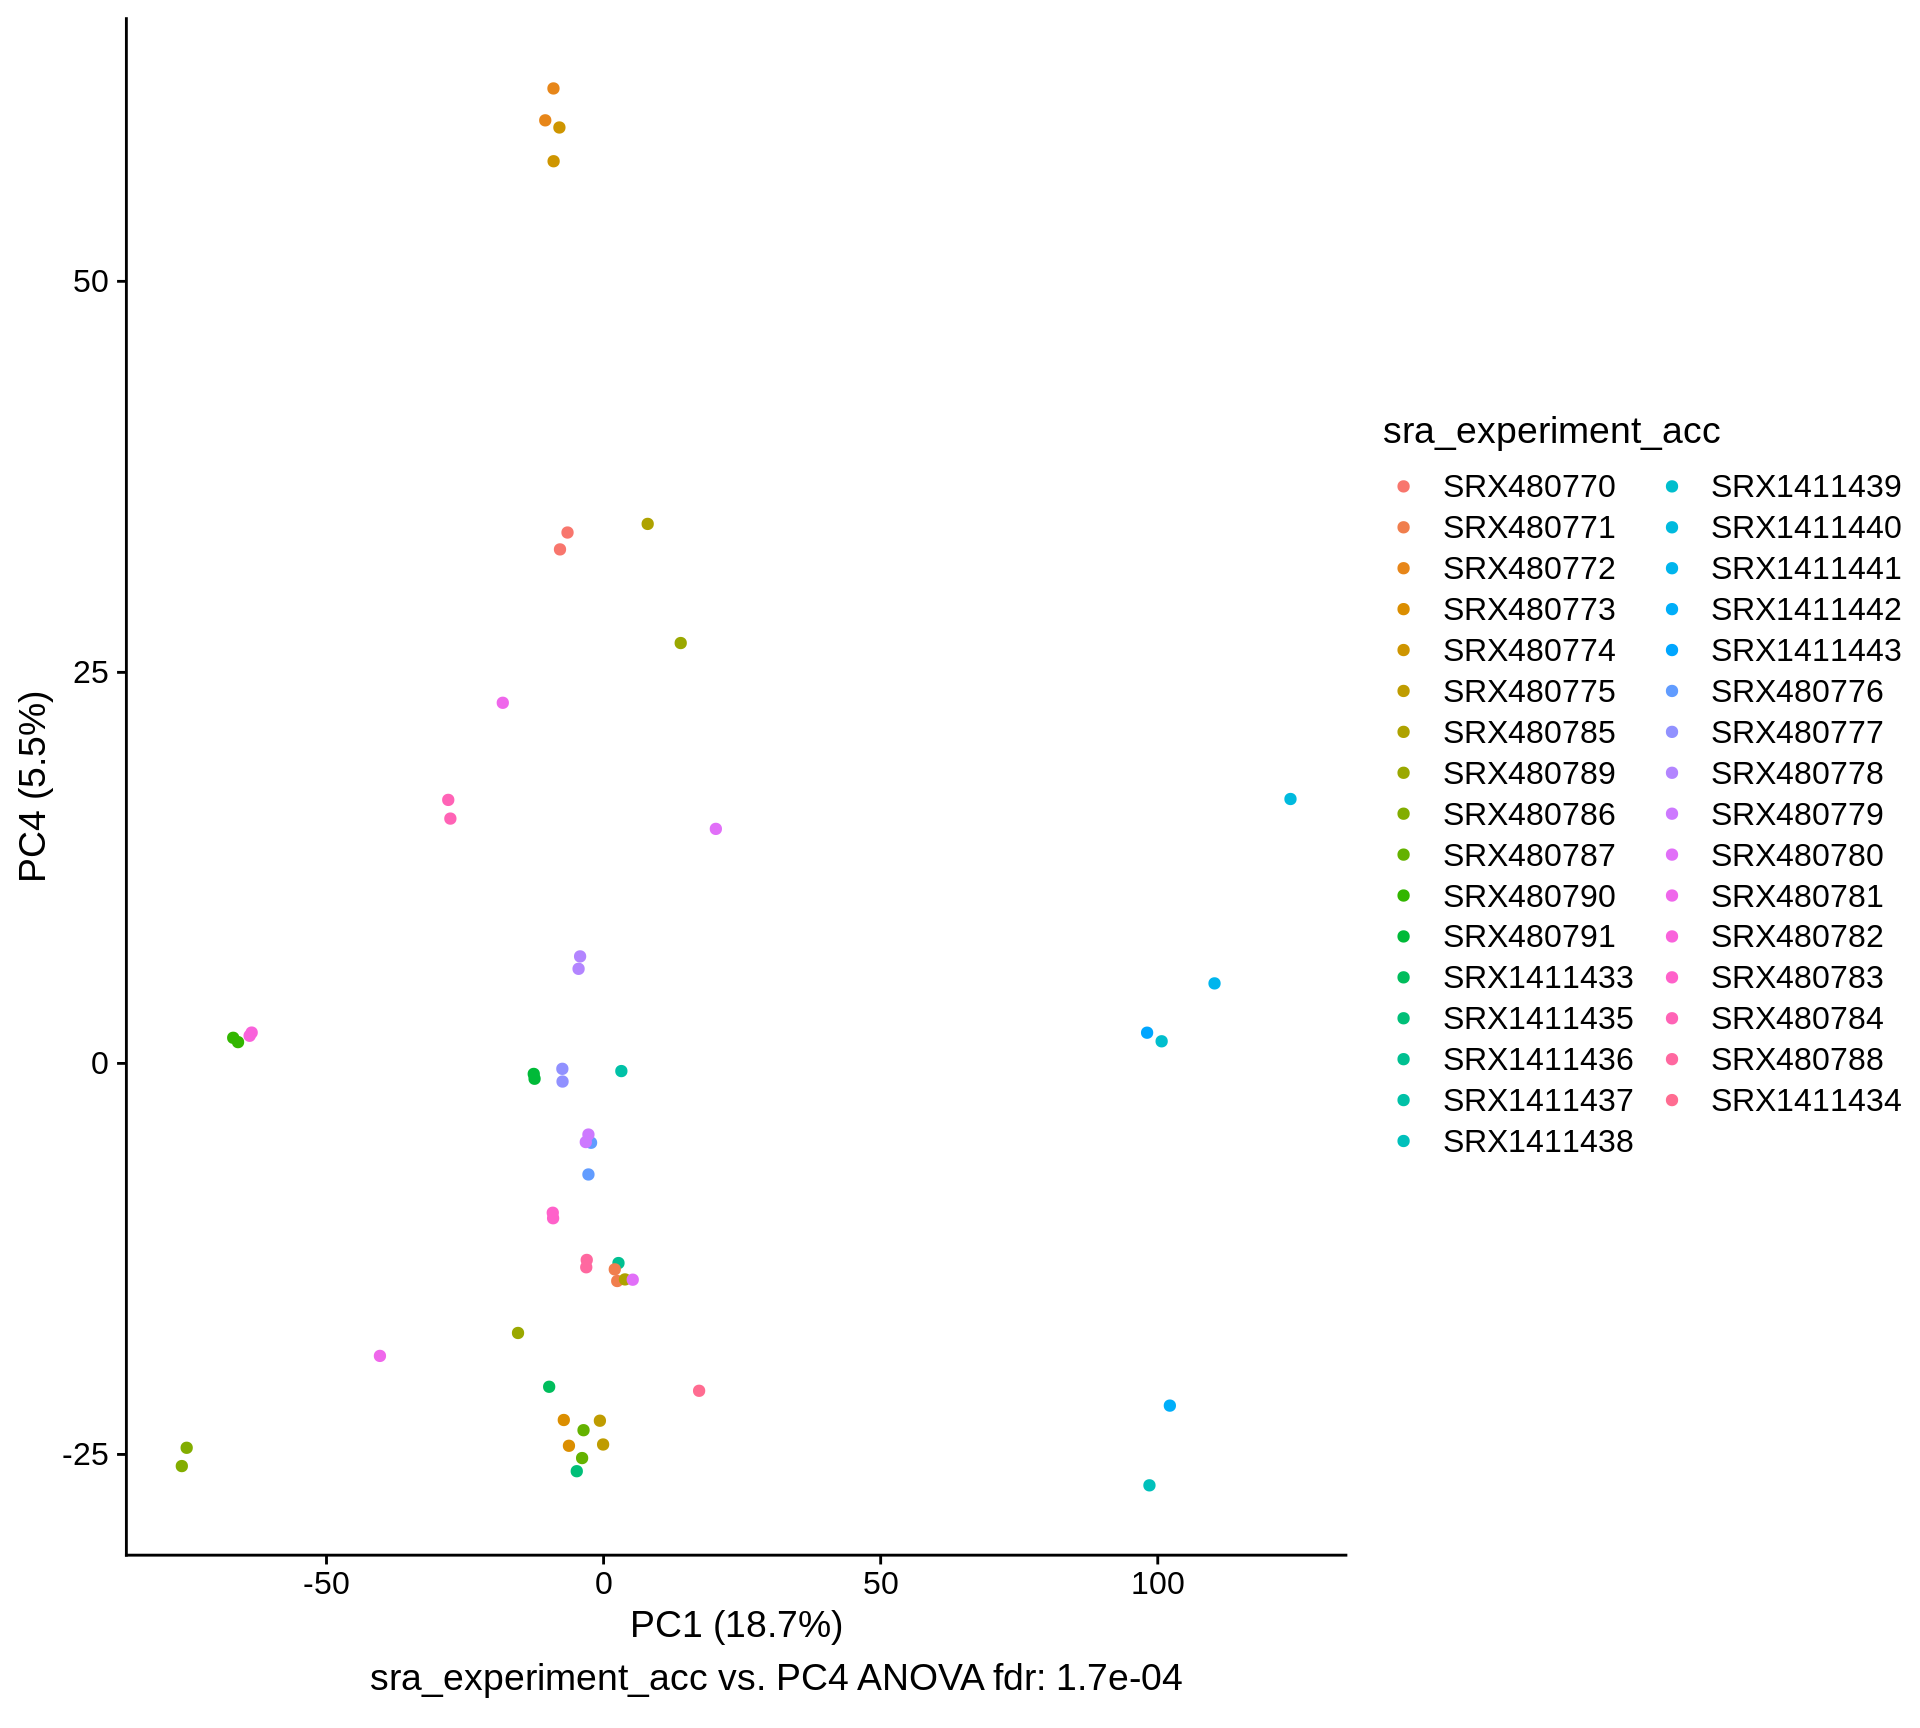 50
25
0
-25
PC4 (5.5%)
-50 0 50 100
PC1 (18.7%)
sra_experiment_acc vs. PC4 ANOVA fdr: 1.7e-04
sra_experiment_acc
SRX480770
SRX480771
SRX480772
SRX480773
SRX480774
SRX480775
SRX480785
SRX480789
SRX480786
SRX480787
SRX480790
SRX480791
SRX1411433
SRX1411435
SRX1411436
SRX1411437
SRX1411438
SRX1411439
SRX1411440
SRX1411441
SRX1411442
SRX1411443
SRX480776
SRX480777
SRX480778
SRX480779
SRX480780
SRX480781
SRX480782
SRX480783
SRX480784
SRX480788
SRX1411434